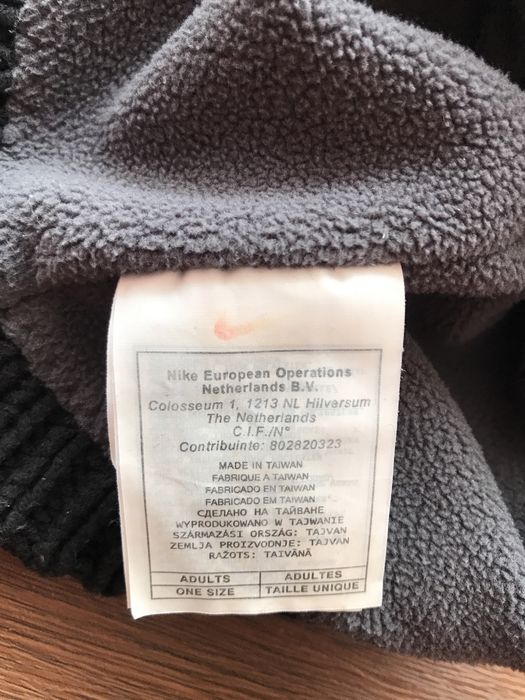 Nike European Operations
Netherlands B.V.
Colosseum 1, 1213 NL Hilversum
The Netherlands
C.I.F./N°
Contribuinte: 802820323
MADE IN TAIWAN
FABRIQUE A TAIWAN
FABRICADO EN TAIWAN
FABRICADO EM TAIWAN
СДЕЛАНО НА ТАЙВАНЕ
WYPRODUKOWANO W TAJWANIE
SZÁRMAZÁSI ORSZÁG: TAJVAN
ZEMLJA PROIZVODNJE: TAJVAN
RAŽOTS: TAIVĀNĀ
ADULTS ADULTES
ONE SIZE TAILLE UNIQUE